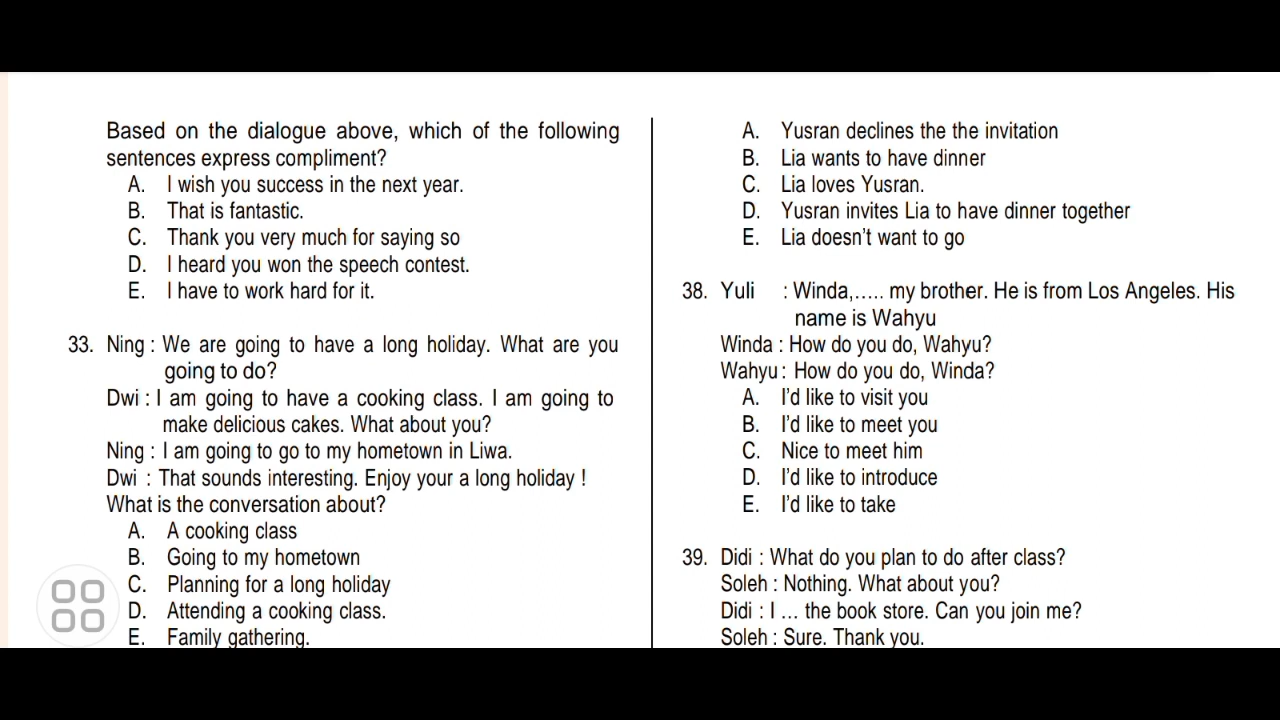 Based on the dialogue above, which of the following
sentences express compliment?
A. I wish you success in the next year.
B. That is fantastic.
C. Thank you very much for saying so
D. I heard you won the speech contest.
E. I have to work hard for it.
33. Ning : We are going to have a long holiday. What are you
going to do?
Dwi : I am going to have a cooking class. I am going to
make delicious cakes. What about you?
Ning : I am going to go to my hometown in Liwa.
Dwi : That sounds interesting. Enjoy your a long holiday !
What is the conversation about?
A. A cooking class
B. Going to my hometown
C. Planning for a long holiday
D. Attending a cooking class.
E. Family gathering.
A. Yusran declines the the invitation
B. Lia wants to have dinner
C. Lia loves Yusran.
D. Yusran invites Lia to have dinner together
E. Lia doesn't want to go
38. Yuli : Winda,..... my brother. He is from Los Angeles. His
name is Wahyu
Winda : How do you do, Wahyu?
Wahyu : How do you do, Winda?
A. I'd like to visit you
B. I'd like to meet you
C. Nice to meet him
D. I'd like to introduce
E. I'd like to take
39. Didi : What do you plan to do after class?
Soleh : Nothing. What about you?
Didi : I ... the book store. Can you join me?
Soleh : Sure. Thank you.